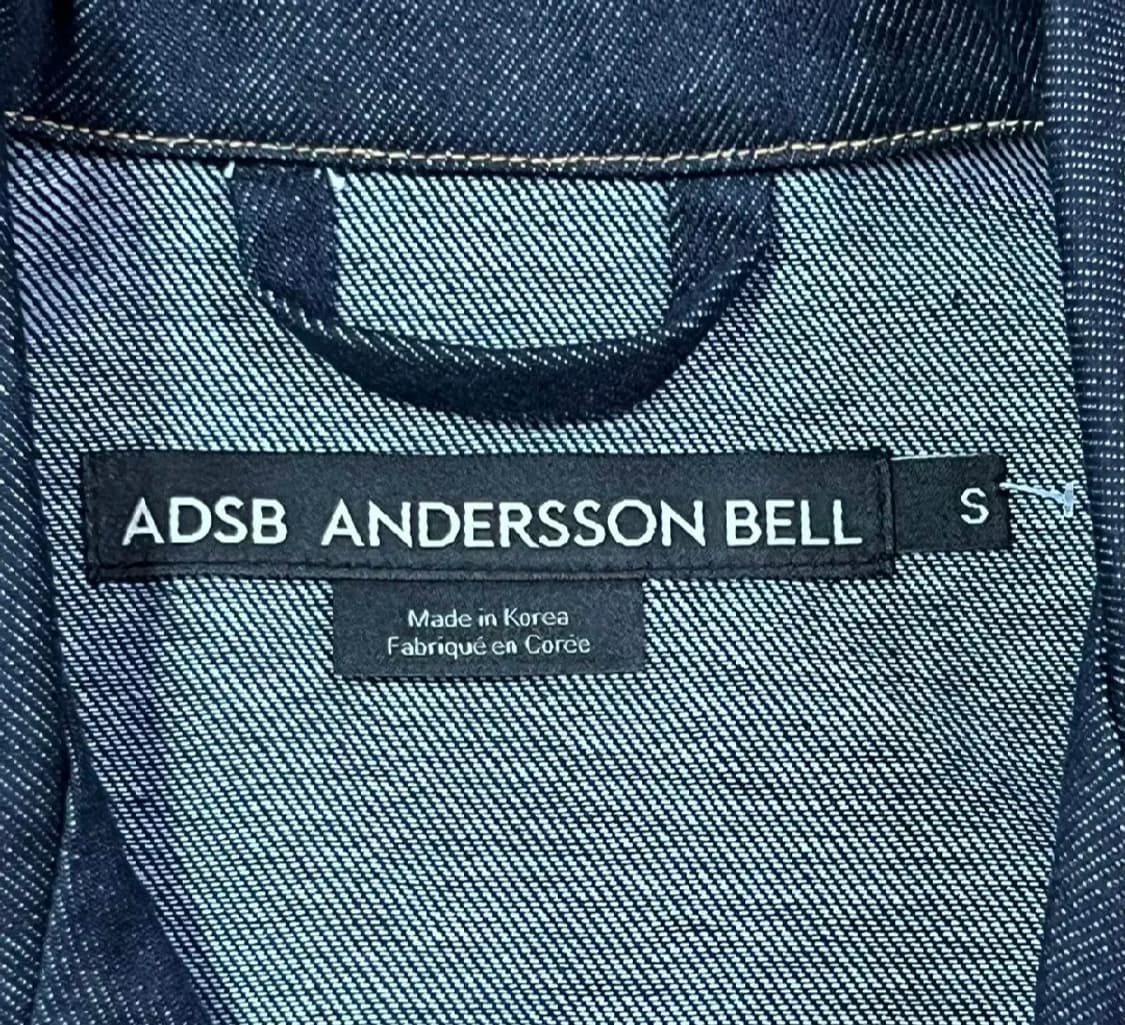 ADSB ANDERSSON BELL
S
Made in Korea
Fabriqué en Corée